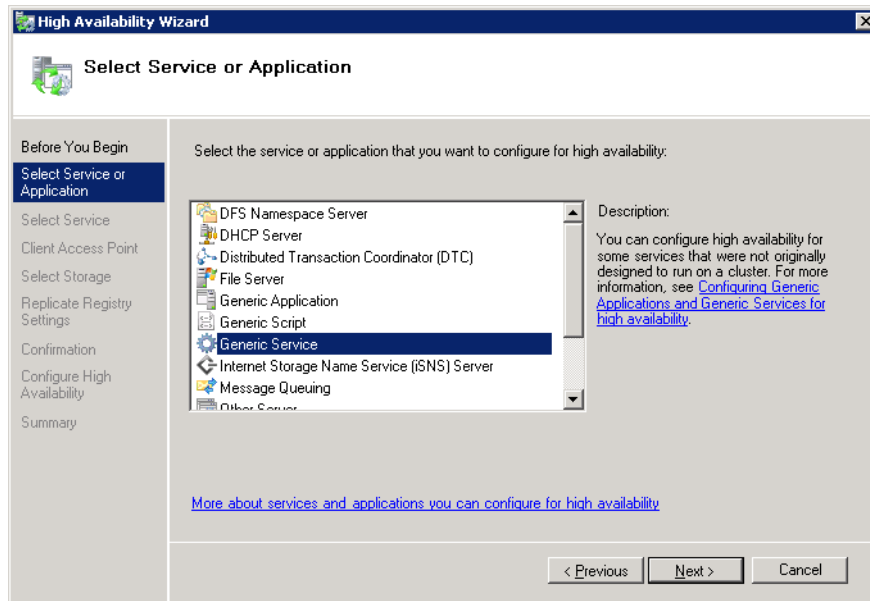 High Availability Wizard
Select Service or Application
Before You Begin
Select Service or
Application
Select Service
Client Access Point
Select Storage
Replicate Registry
Settings
Confirmation
Configure High
Availability
Summary
Select the service or application that you want to configure for high availability:
DFS Namespace Server
DHCP Server
Distributed Transaction Coordinator (DTC)
File Server
Generic Application
Generic Script
Generic Service
Internet Storage Name Service (iSNS) Server
Message Queuing
Other Server
Description:
You can configure high availability for
some services that were not originally
designed to run on a cluster. For more
information, see Configuring Generic
Applications and Generic Services for
high availability.
More about services and applications you can configure for high availability
< Previous
Next >
Cancel